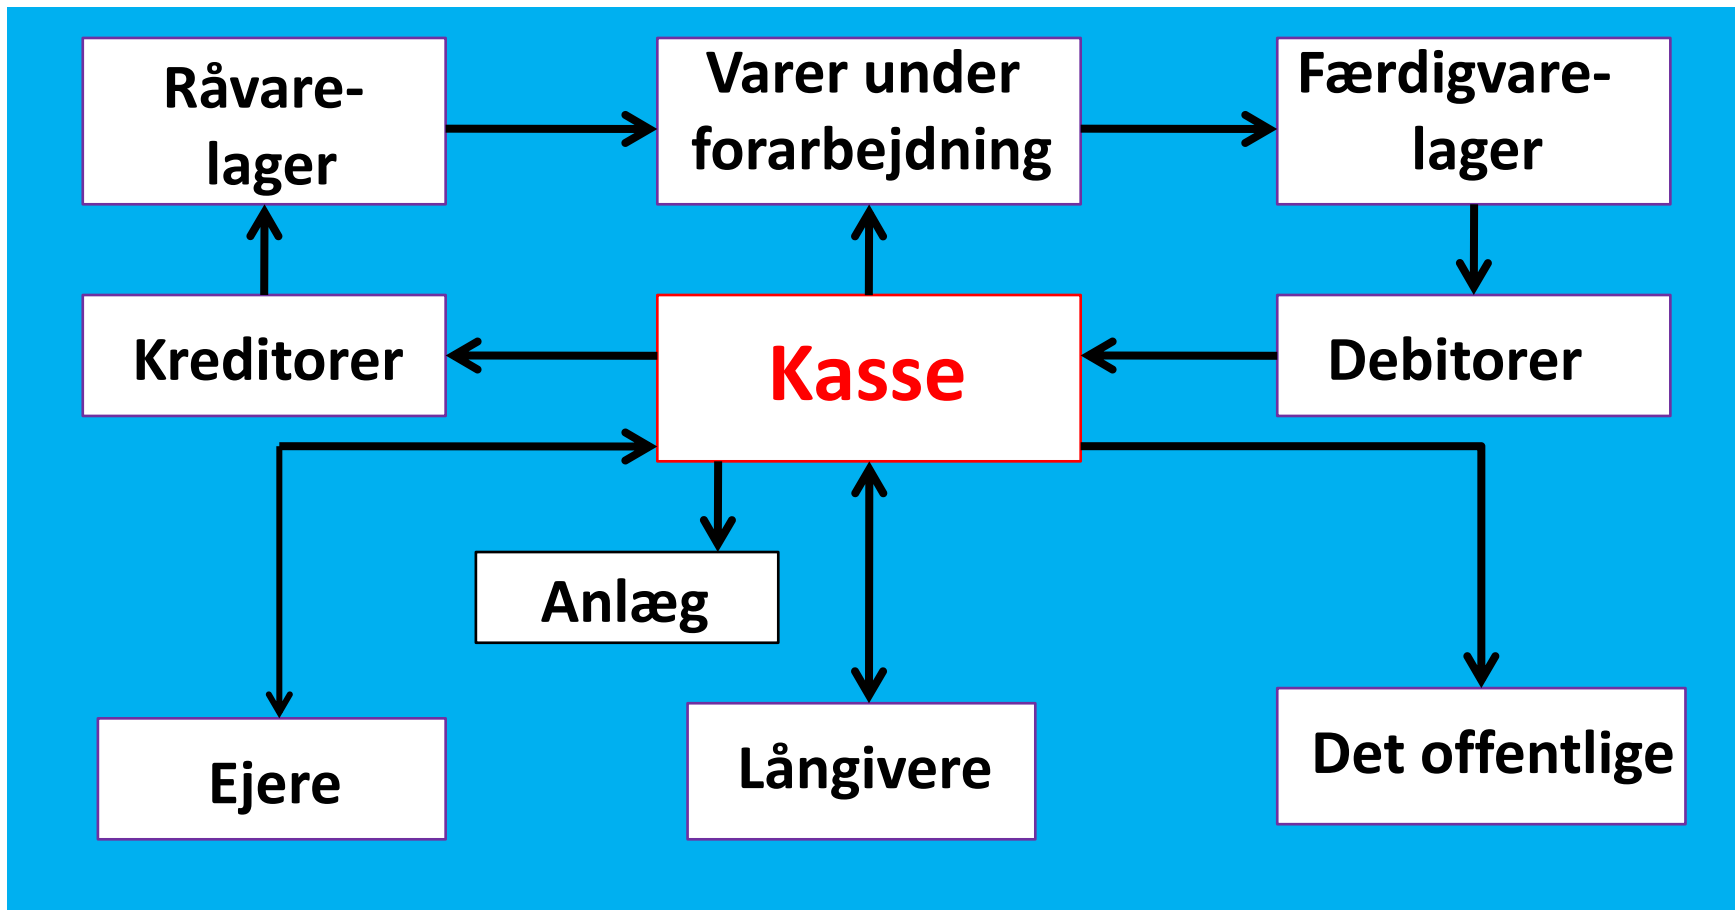 Råvare-
lager
Varer under
forarbejdning
Færdigvare-
lager
Kreditorer
Kasse
Debitorer
Anlæg
Ejere
Långivere
Det offentlige